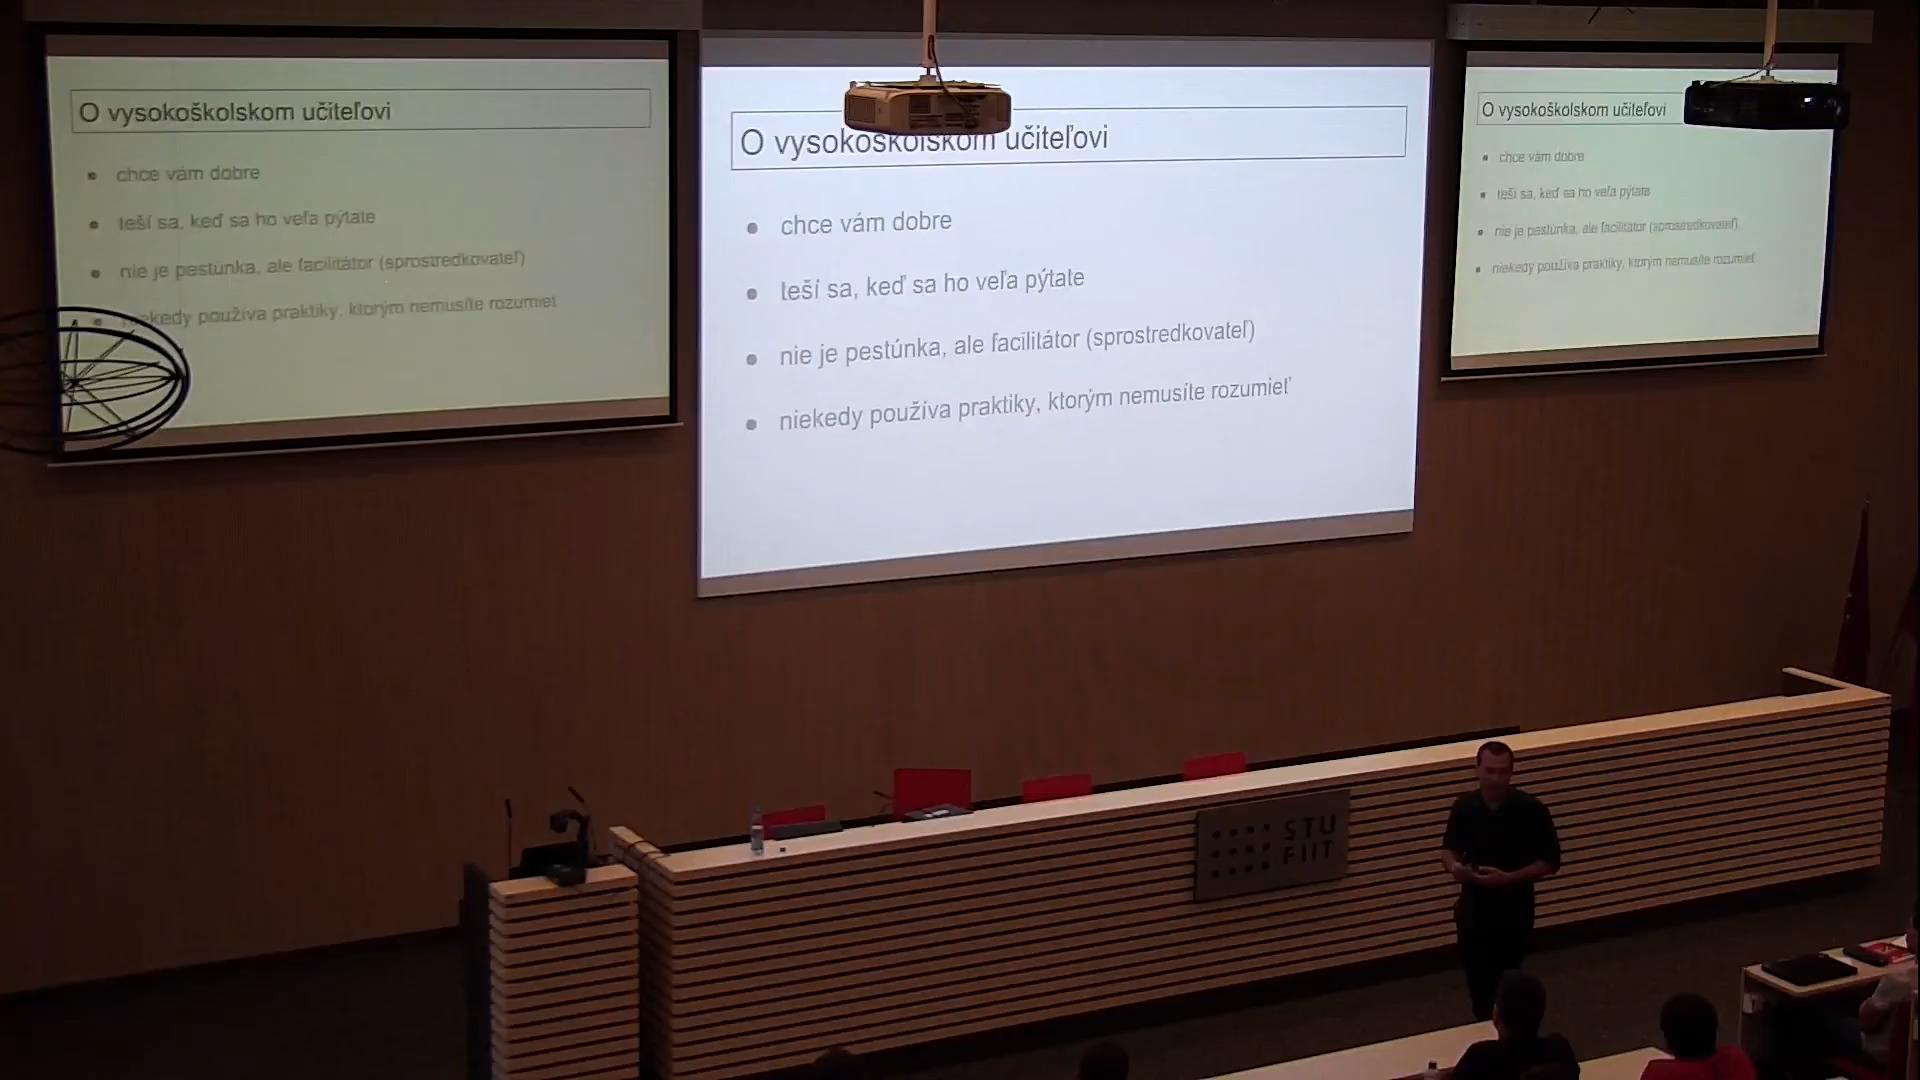 O vysokoškolskom učiteľovi
chce vám dobre
teší sa, keď sa ho veľa pýtate
nie je pestúnka, ale facilitátor (sprostredkovateľ)
niekedy používa praktiky, ktorým nemusíte rozumieť
O vysokoškolskom učiteľovi
chce vám dobre
teší sa, keď sa ho veľa pýtate
nie je pestúnka, ale facilitátor (sprostredkovateľ)
niekedy používa praktiky, ktorým nemusíte rozumieť
O vysokoškolskom učiteľovi
chce vám dobre
teší sa, keď sa ho veľa pýtate
nie je pestúnka, ale facilitátor (sprostredkovateľ)
niekedy používa praktiky, ktorým nemusíte rozumieť
STU
FIIT